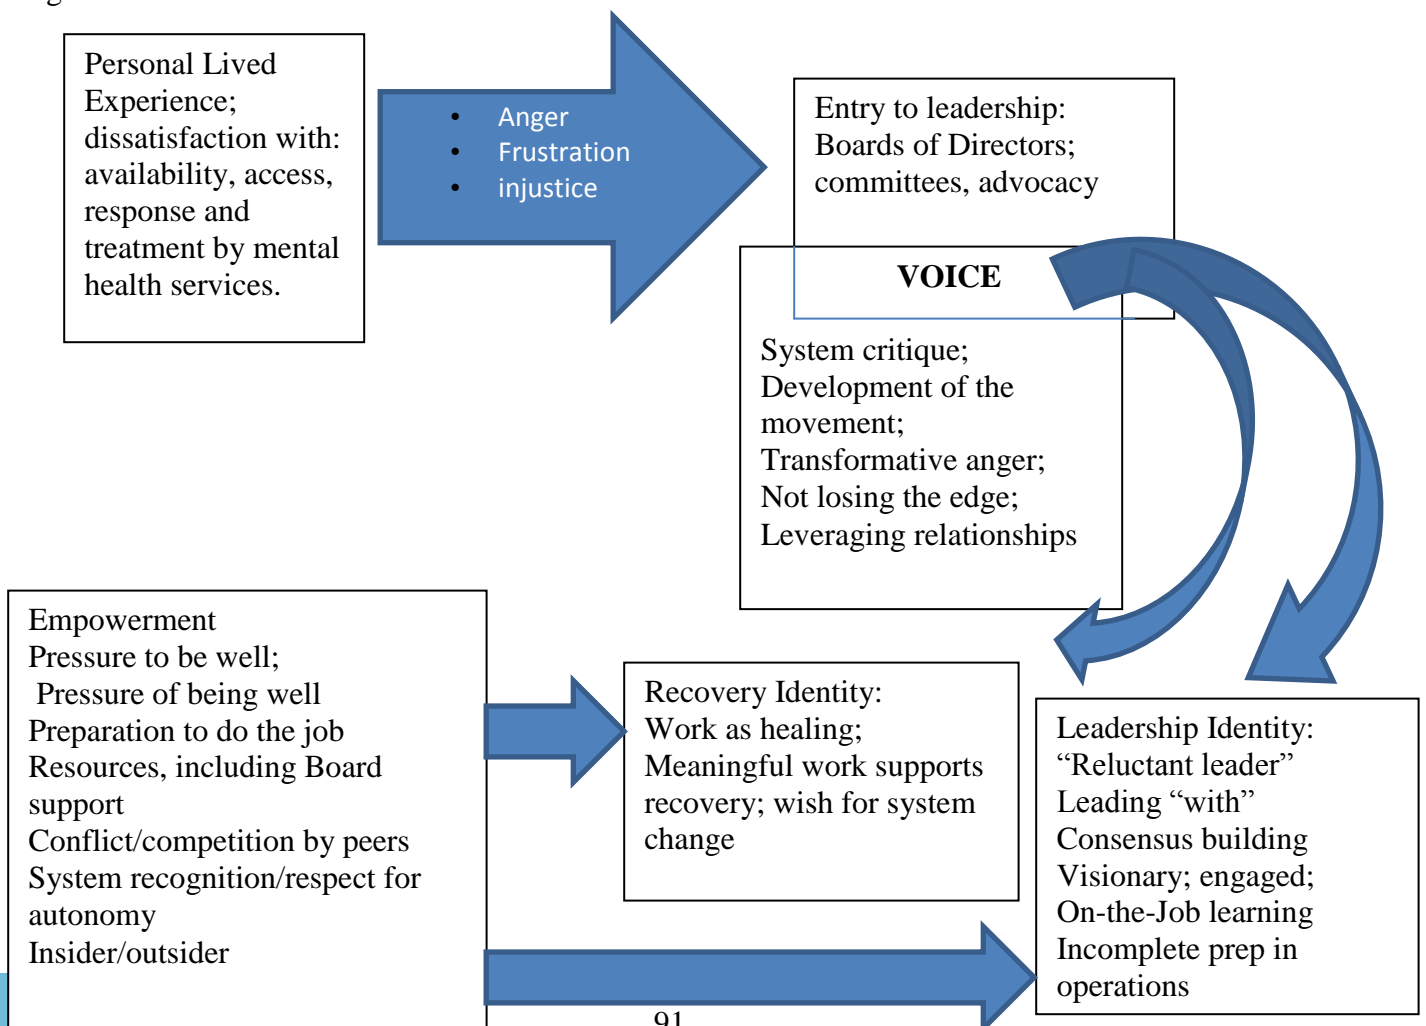 Personal Lived
Experience;
dissatisfaction with:
availability, access,
response and
treatment by mental
health services.
• Anger
• Frustration
• injustice
Entry to leadership:
Boards of Directors;
committees, advocacy
VOICE
System critique;
Development of the
movement;
Transformative anger;
Not losing the edge;
Leveraging relationships
Empowerment
Pressure to be well;
Pressure of being well
Preparation to do the job
Resources, including Board
support
Conflict/competition by peers
System recognition/respect for
autonomy
Insider/outsider
Recovery Identity:
Work as healing;
Meaningful work supports
recovery; wish for system
change
Leadership Identity:
“Reluctant leader”
Leading “with”
Consensus building
Visionary; engaged;
On-the-Job learning
Incomplete prep in
operations
91